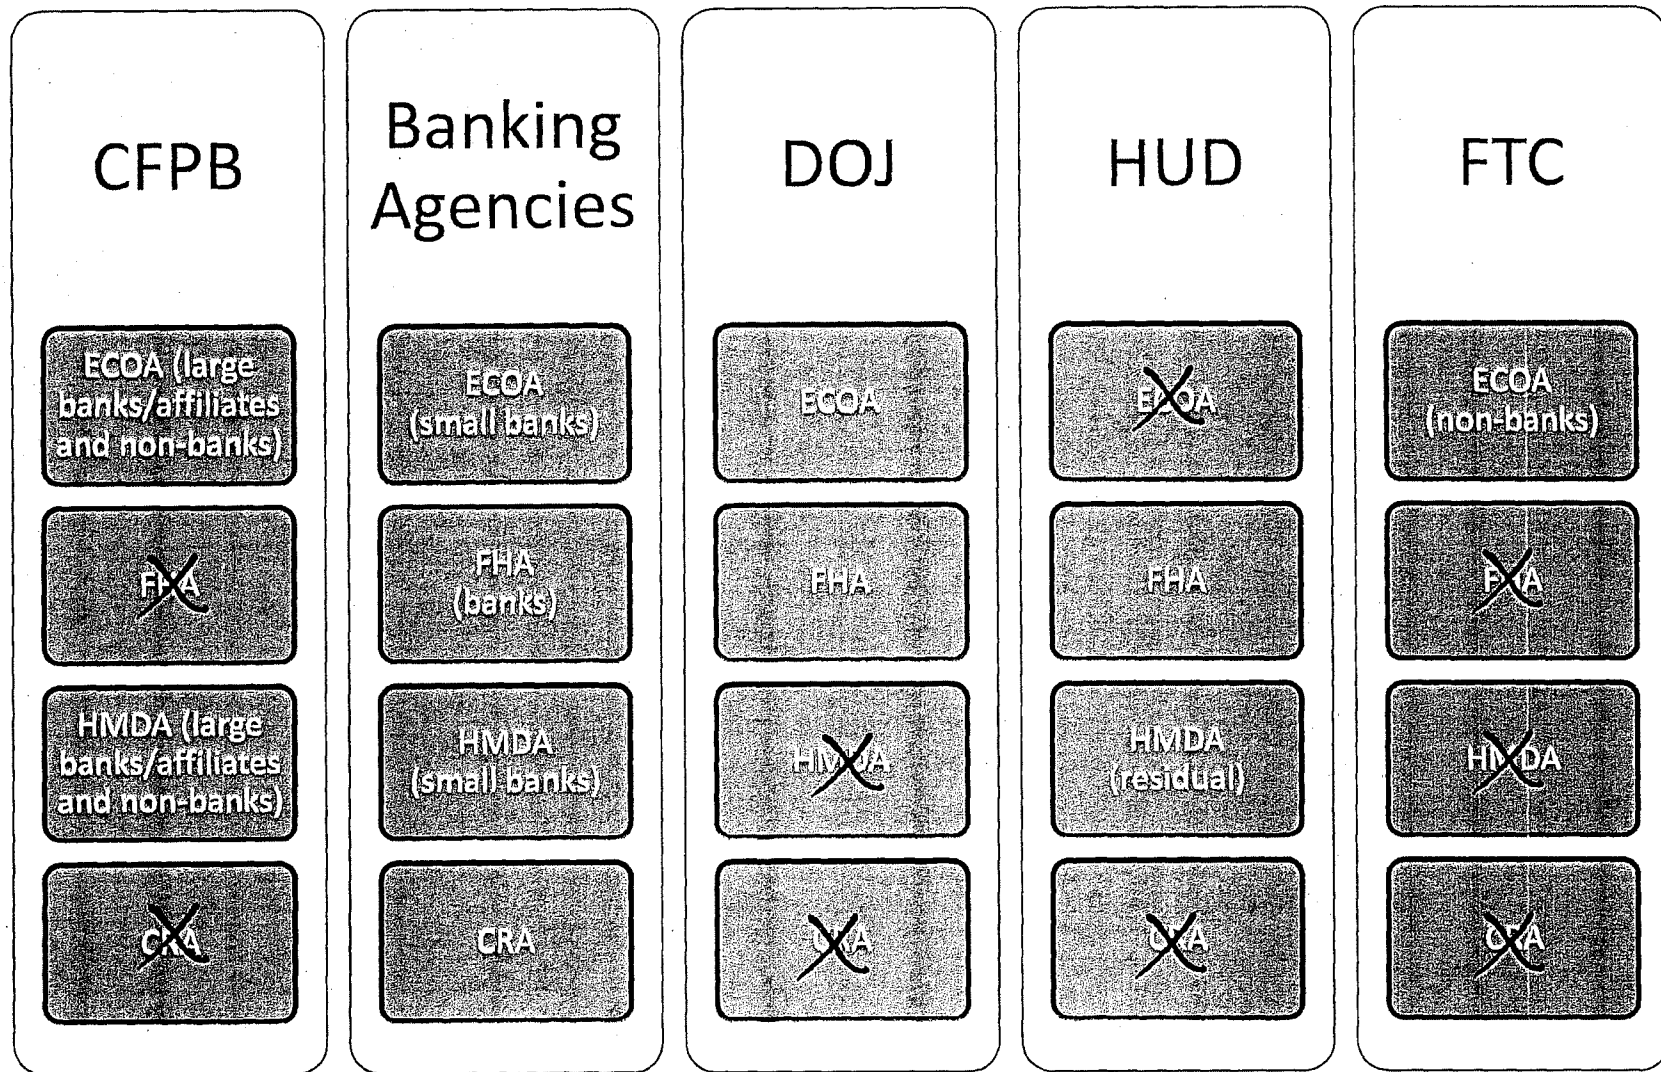 CFPB
ECOA (large
banks/affiliates
and non-banks)
FHA
HMDA (large
banks/affiliates
and non-banks)
CRA
Banking
Agencies
ECOA
(small banks)
FHA
(banks)
HMDA
(small banks)
CRA
DOJ
ECOA
FHA
HMDA
CRA
HUD
ECOA
FHA
HMDA
(residual)
CRA
FTC
ECOA
(non-banks)
FHA
HMDA
CRA